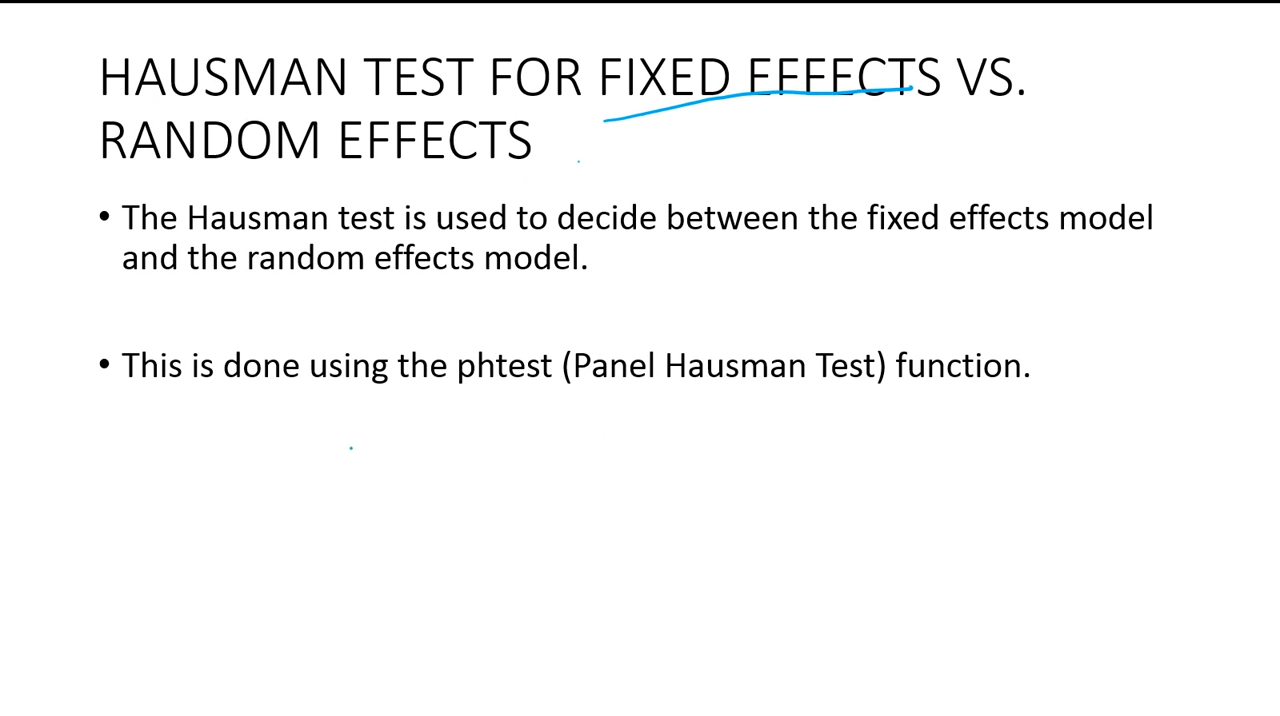 HAUSMAN TEST FOR FIXED EFFECTS VS.
RANDOM EFFECTS
• The Hausman test is used to decide between the fixed effects model
and the random effects model.
• This is done using the phtest (Panel Hausman Test) function.